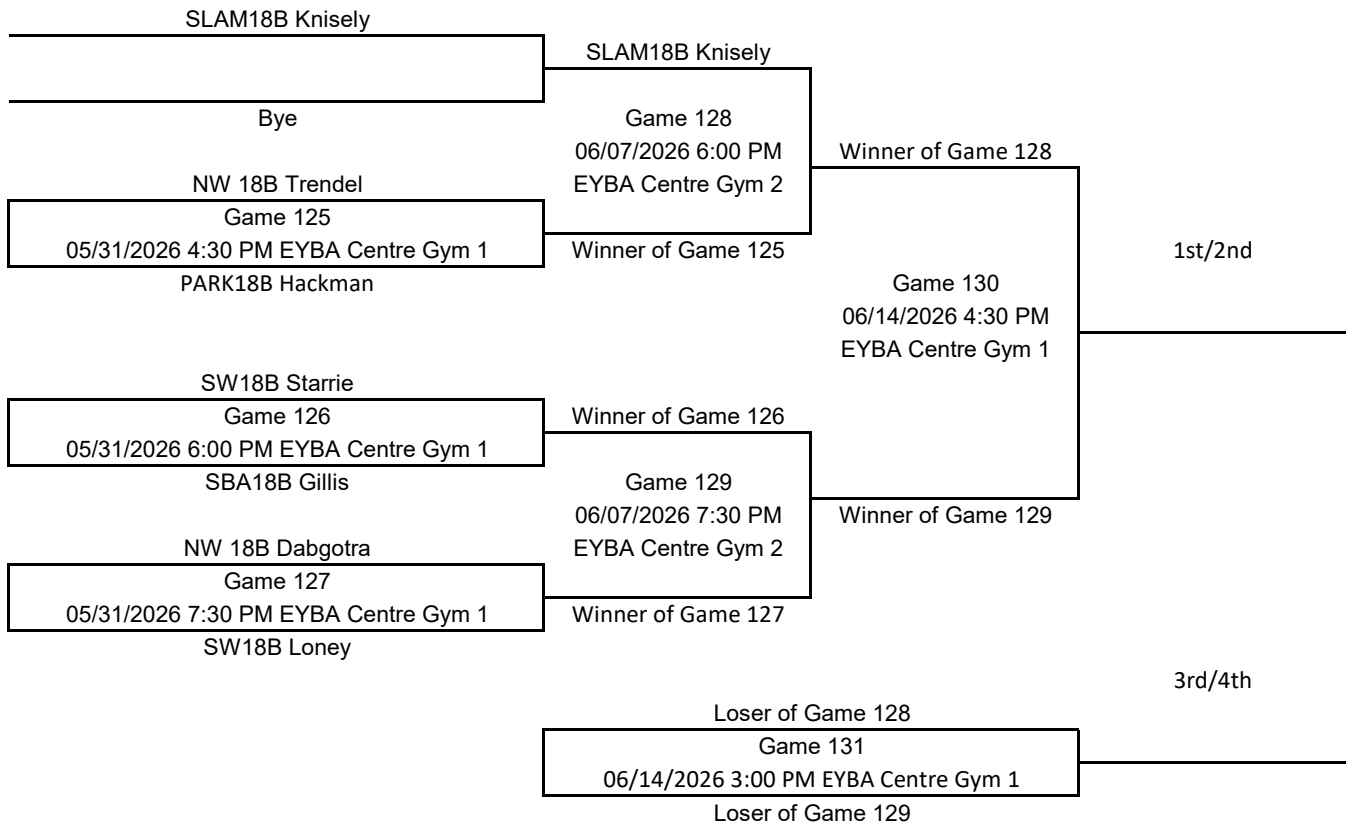 SLAM18B Knisely
SLAM18B Knisely
Bye
Game 128
06/07/2026 6:00 PM
EYBA Centre Gym 2
Winner of Game 128
NW 18B Trendel
Game 125
05/31/2026 4:30 PM EYBA Centre Gym 1
Winner of Game 125
PARK18B Hackman
1st/2nd
Game 130
06/14/2026 4:30 PM
EYBA Centre Gym 1
SW18B Starrie
Game 126
05/31/2026 6:00 PM EYBA Centre Gym 1
Winner of Game 126
SBA18B Gillis
Game 129
06/07/2026 7:30 PM
EYBA Centre Gym 2
Winner of Game 129
NW 18B Dabgotra
Game 127
05/31/2026 7:30 PM EYBA Centre Gym 1
Winner of Game 127
SW18B Loney
3rd/4th
Loser of Game 128
Game 131
06/14/2026 3:00 PM EYBA Centre Gym 1
Loser of Game 129